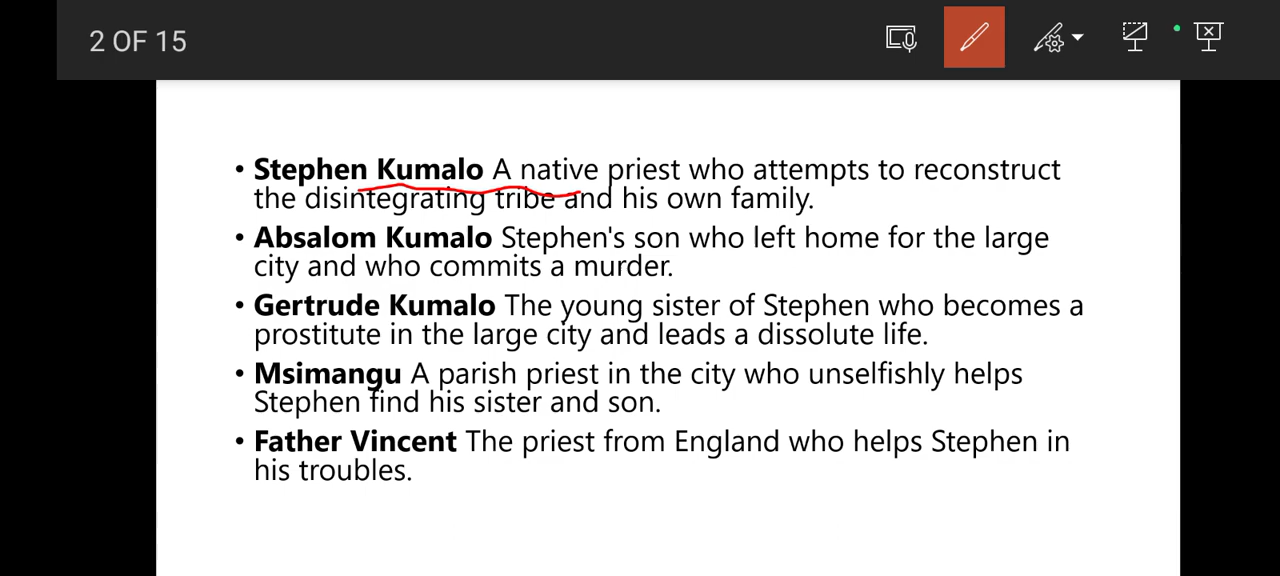 2 OF 15
• Stephen Kumalo A native priest who attempts to reconstruct
the disintegrating tribe and his own family.
• Absalom Kumalo Stephen's son who left home for the large
city and who commits a murder.
• Gertrude Kumalo The young sister of Stephen who becomes a
prostitute in the large city and leads a dissolute life.
• Msimangu A parish priest in the city who unselfishly helps
Stephen find his sister and son.
• Father Vincent The priest from England who helps Stephen in
his troubles.